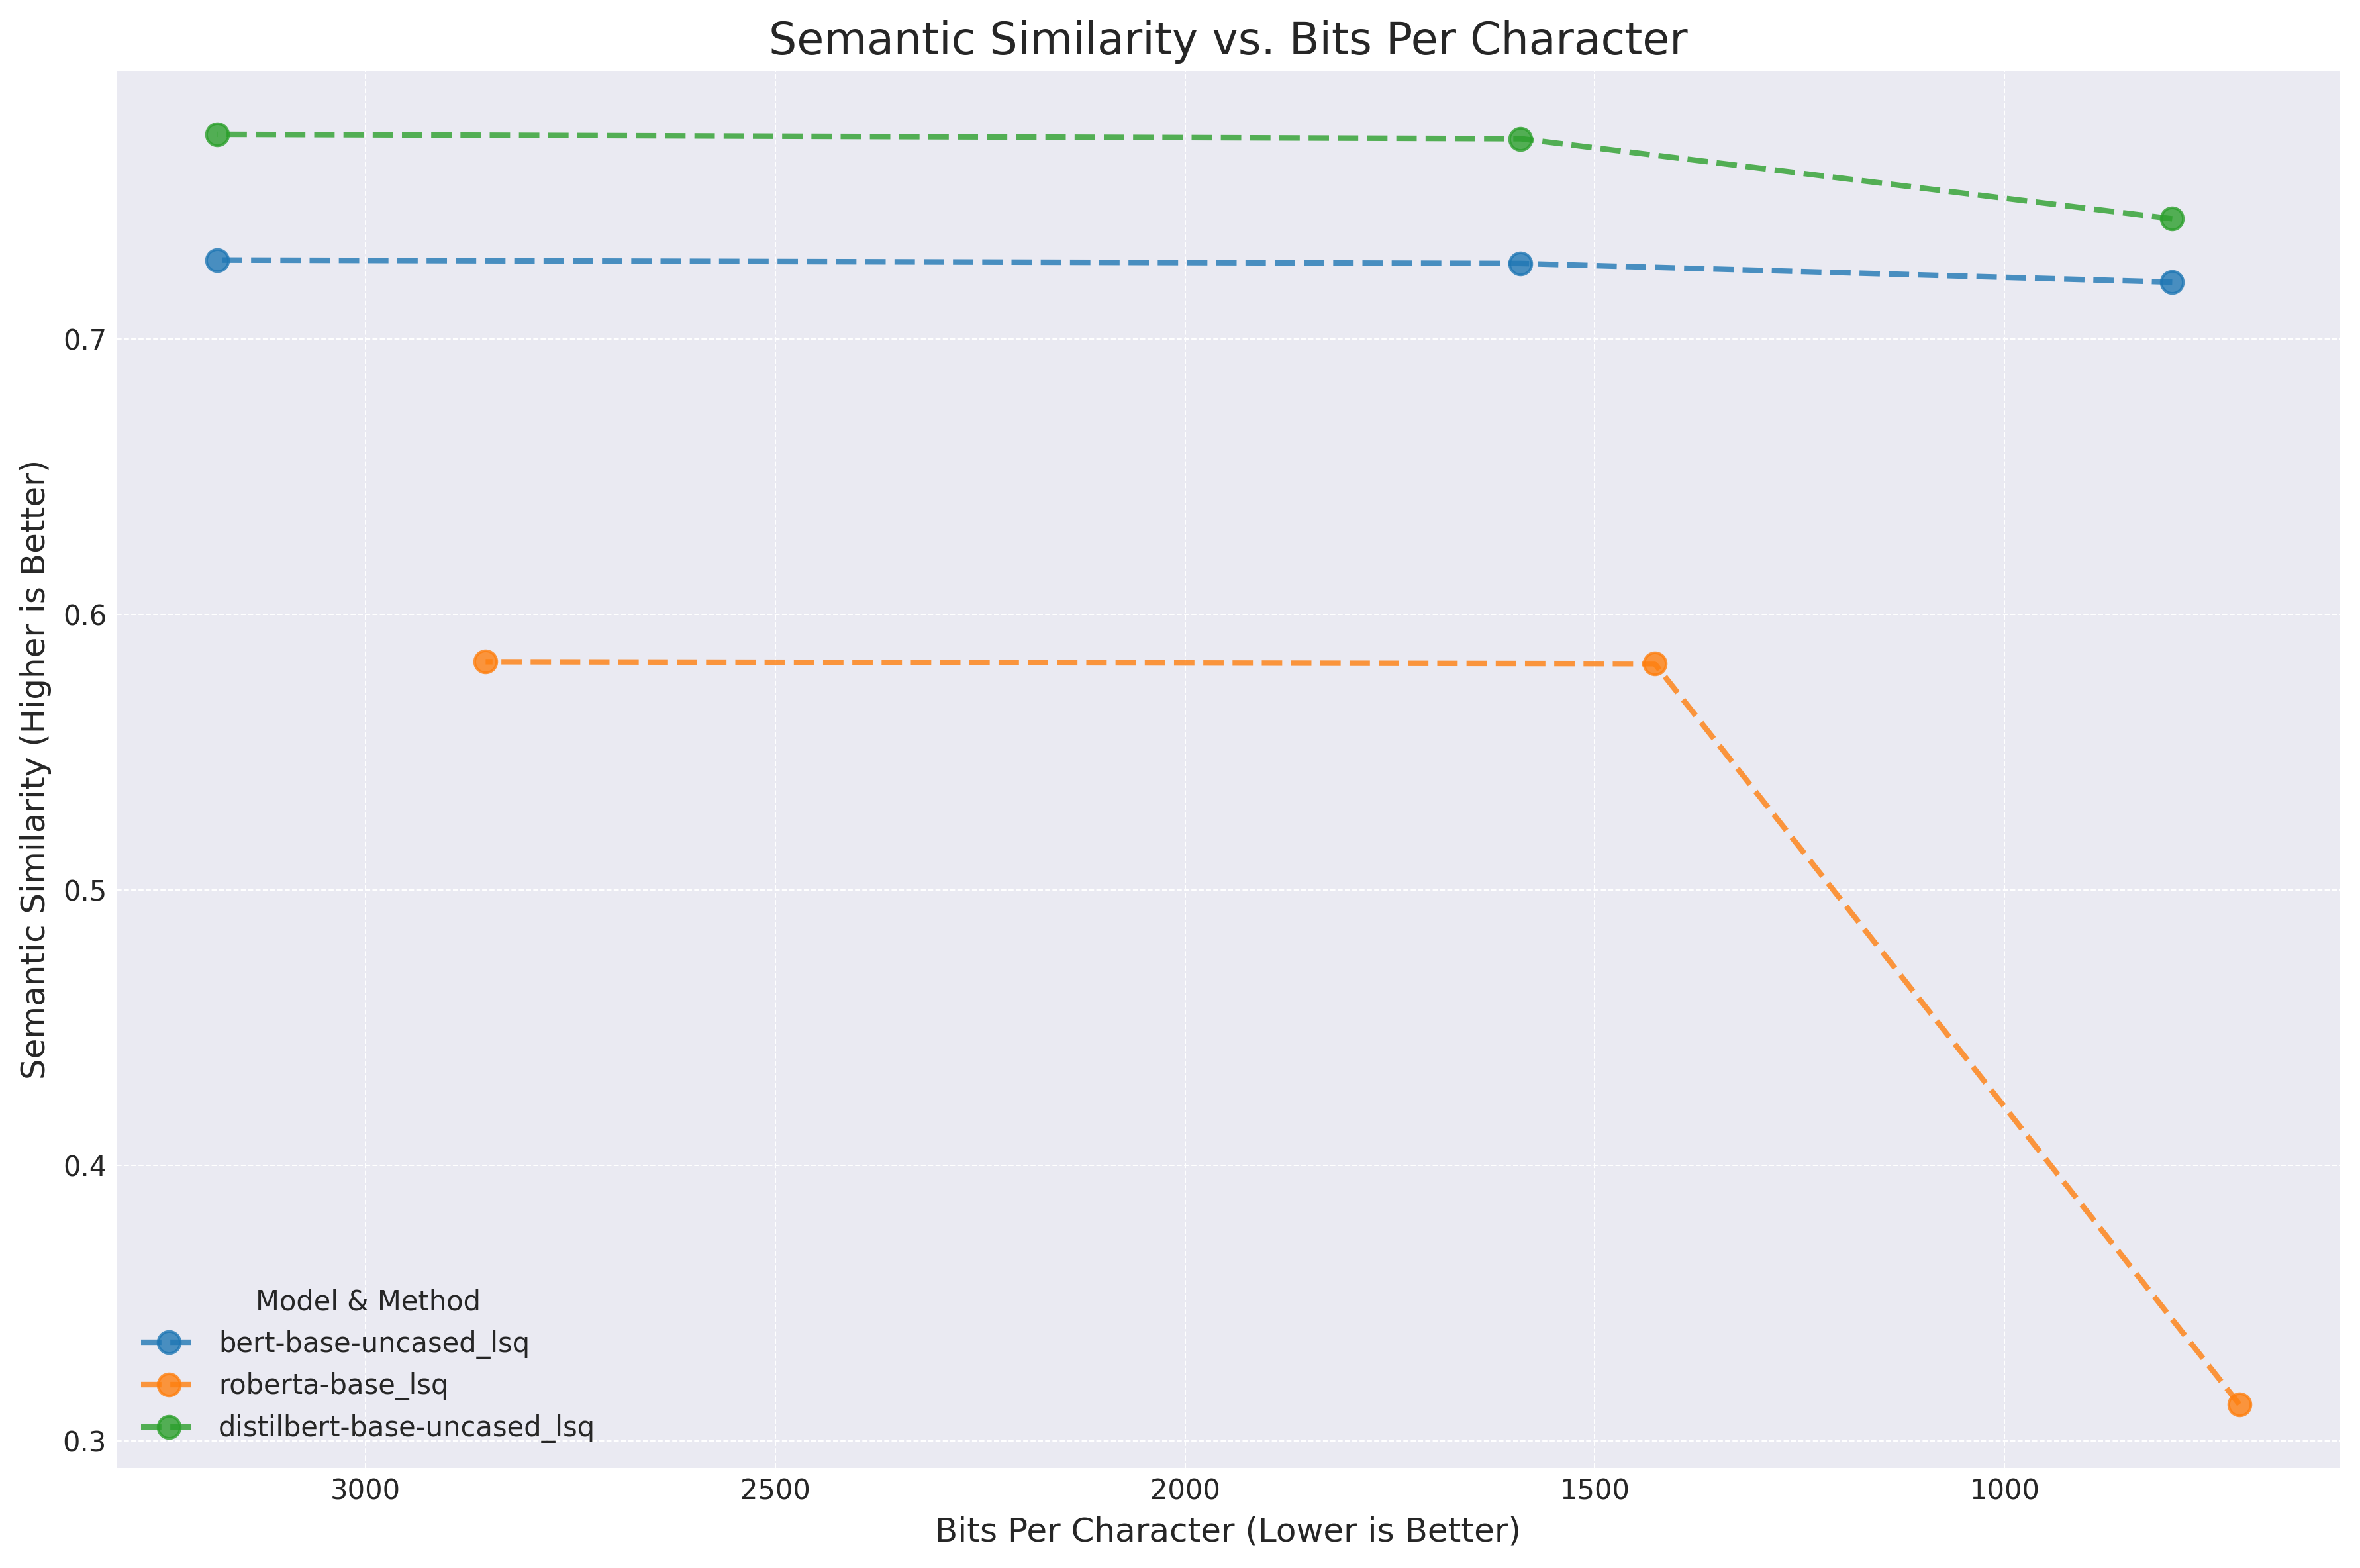 Semantic Similarity vs. Bits Per Character
Semantic Similarity (Higher is Better)
0.7
0.6
0.5
0.4
0.3
Model & Method
bert-base-uncased_lsq
roberta-base_lsq
distilbert-base-uncased_lsq
3000 2500 2000 1500 1000
Bits Per Character (Lower is Better)